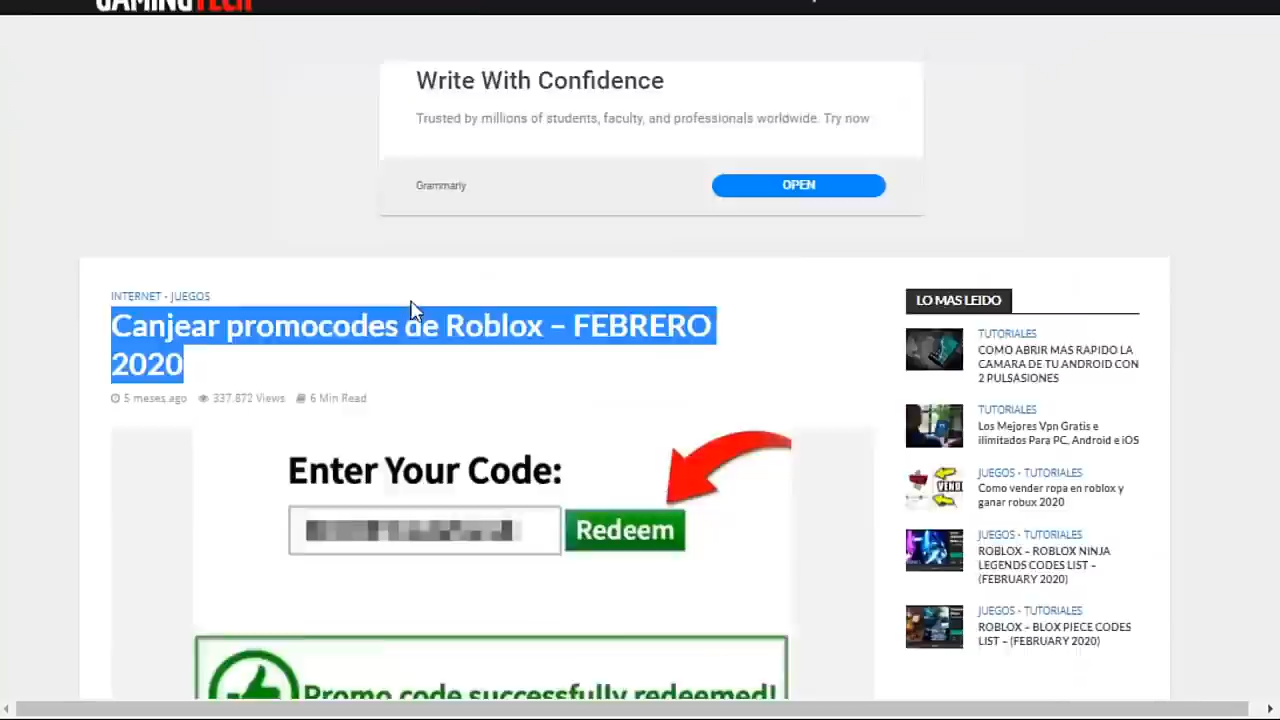 GAMINGTECH
Write With Confidence
Trusted by millions of students, faculty, and professionals worldwide. Try now
Grammarly
OPEN
INTERNET · JUEGOS
Canjear promocodes de Roblox – FEBRERO
2020
5 meses ago
337.872 Views
6 Min Read
Enter Your Code:
Redeem
Promo code successfully redeemed!
LO MAS LEIDO
TUTORIALES
COMO ABRIR MAS RAPIDO LA
CAMARA DE TU ANDROID CON
2 PULSASIONES
TUTORIALES
Los Mejores Vpn Gratis e
ilimitados Para PC, Android e iOS
JUEGOS · TUTORIALES
Como vender ropa en roblox y
ganar robux 2020
JUEGOS · TUTORIALES
ROBLOX – ROBLOX NINJA
LEGENDS CODES LIST –
(FEBRUARY 2020)
JUEGOS · TUTORIALES
ROBLOX – BLOX PIECE CODES
LIST – (FEBRUARY 2020)